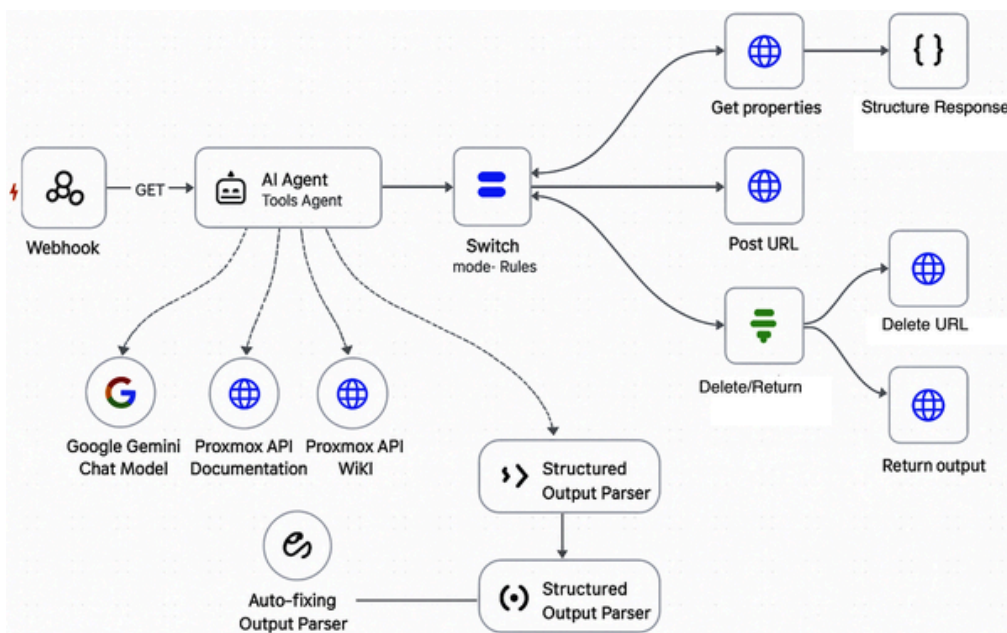 Get properties
Structure Response
GET
AI Agent
Tools Agent
Webhook
Switch
mode- Rules
Post URL
Delete URL
Delete/Return
Return output
Google Gemini
Chat Model
Proxmox API
Documentation
Proxmox API
WiKI
Structured
Output Parser
Auto-fixing
Output Parser
Structured
Output Parser